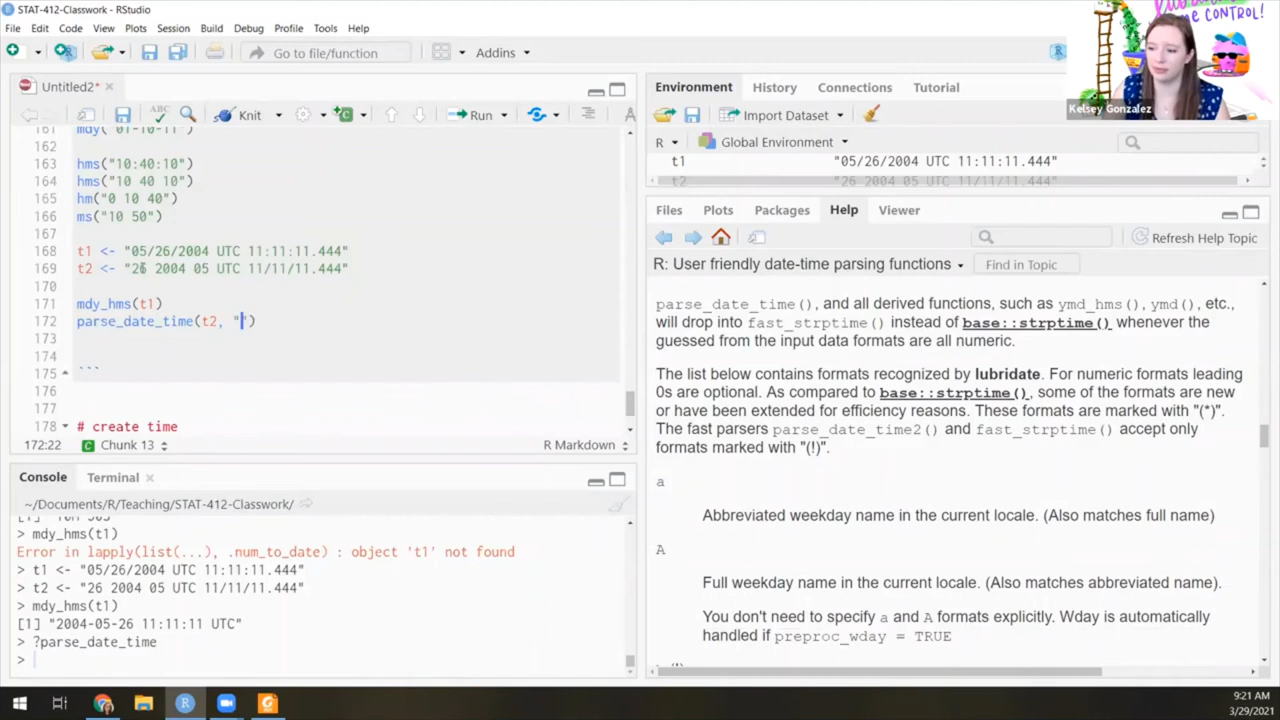 STAT-412-Classwork - RStudio
File Edit Code View Plots Session Build Debug Profile Tools Help
Go to file/function
Addins
Kelsey Gonzalez
Untitled2*
Knit
Run
161 mdy("01-10-11")
162
163 hms("10:40:10")
164 hms("10 40 10")
165 hm("0 10 40")
166 ms("10 50")
167
168 t1 <- "05/26/2004 UTC 11:11:11.444"
169 t2 <- "26 2004 05 UTC 11/11/11.444"
170
171 mdy_hms(t1)
172 parse_date_time(t2, "")
173
174
175 ```
176
177
178 # create time
172:22 Chunk 13 R Markdown
Console Terminal
~/Documents/R/Teaching/STAT-412-Classwork/
> mdy_hms(t1)
Error in lapply(list(...), .num_to_date) : object 't1' not found
> t1 <- "05/26/2004 UTC 11:11:11.444"
> t2 <- "26 2004 05 UTC 11/11/11.444"
> mdy_hms(t1)
[1] "2004-05-26 11:11:11 UTC"
> ?parse_date_time
>
Environment History Connections Tutorial
Import Dataset
R Global Environment
t1 "05/26/2004 UTC 11:11:11.444"
t2 "26 2004 05 UTC 11/11/11.444"
Files Plots Packages Help Viewer
Refresh Help Topic
R: User friendly date-time parsing functions Find in Topic
parse_date_time(), and all derived functions, such as ymd_hms(), ymd(), etc.,
will drop into fast_strptime() instead of base::strptime() whenever the
guessed from the input data formats are all numeric.
The list below contains formats recognized by lubridate. For numeric formats leading
0s are optional. As compared to base::strptime(), some of the formats are new
or have been extended for efficiency reasons. These formats are marked with "(*)".
The fast parsers parse_date_time2() and fast_strptime() accept only
formats marked with "(!)".
a
Abbreviated weekday name in the current locale. (Also matches full name)
A
Full weekday name in the current locale. (Also matches abbreviated name).
You don't need to specify a and A formats explicitly. Wday is automatically
handled if preproc_wday = TRUE
9:21 AM
3/29/2021